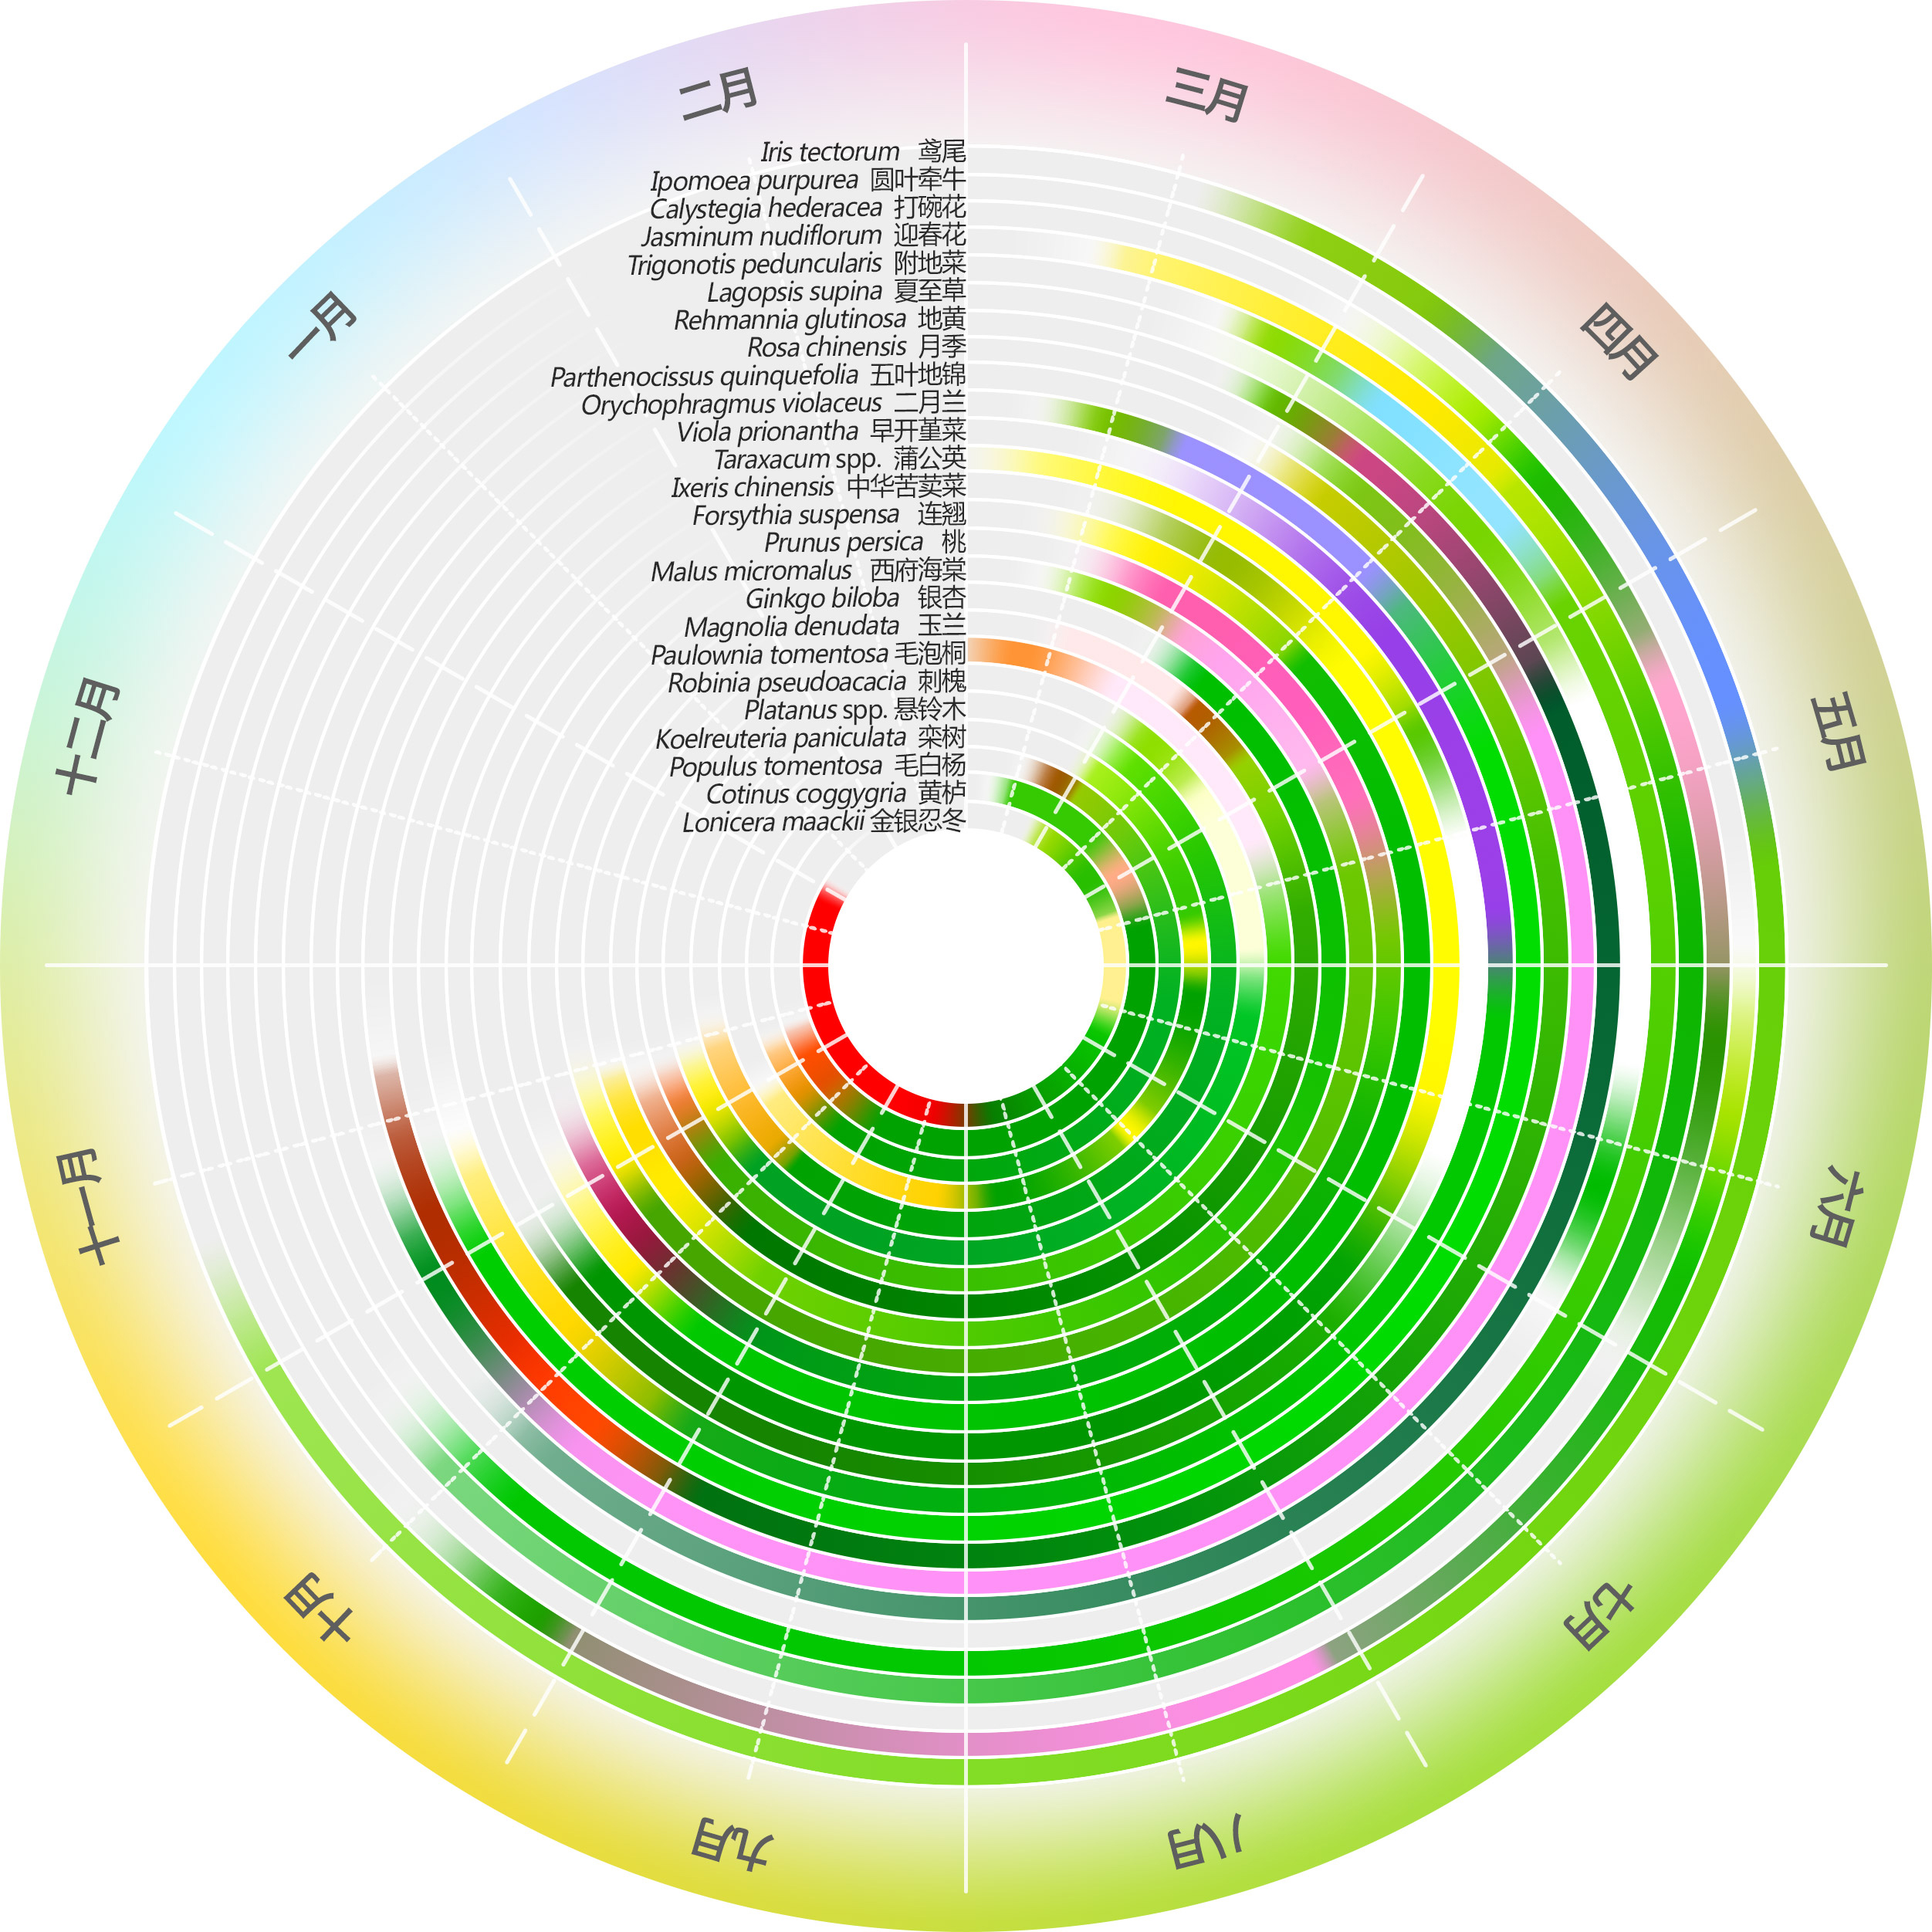 二月
三月
四月
五月
六月
七月
八月
九月
十月
十一月
十二月
一月
Iris tectorum 鸢尾
Ipomoea purpurea 圆叶牵牛
Calystegia hederacea 打碗花
Jasminum nudiflorum 迎春花
Trigonotis peduncularis 附地菜
Lagopsis supina 夏至草
Rehmannia glutinosa 地黄
Rosa chinensis 月季
Parthenocissus quinquefolia 五叶地锦
Orychophragmus violaceus 二月兰
Viola prionantha 早开堇菜
Taraxacum spp. 蒲公英
Ixeris chinensis 中华苦荬菜
Forsythia suspensa 连翘
Prunus persica 桃
Malus micromalus 西府海棠
Ginkgo biloba 银杏
Magnolia denudata 玉兰
Paulownia tomentosa 毛泡桐
Robinia pseudoacacia 刺槐
Platanus spp. 悬铃木
Koelreuteria paniculata 栾树
Populus tomentosa 毛白杨
Cotinus coggygria 黄栌
Lonicera maackii 金银忍冬